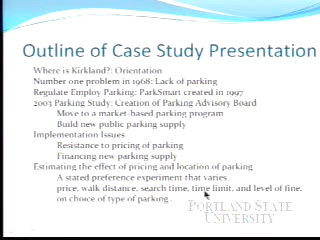 Outline of Case Study Presentation
Where is Kirkland?: Orientation
Number one problem in 1968: Lack of parking
Regulate Employ Parking: ParkSmart created in 1997
2003 Parking Study: Creation of Parking Advisory Board
Move to a market-based parking program
Build new public parking supply
Implementation Issues
Resistance to pricing of parking
Financing new parking supply
Estimating the effect of pricing and location of parking
A stated preference experiment that varies
price, walk distance, search time, time limit, and level of fine,
on choice of type of parking.
PORTLAND STATE
UNIVERSITY